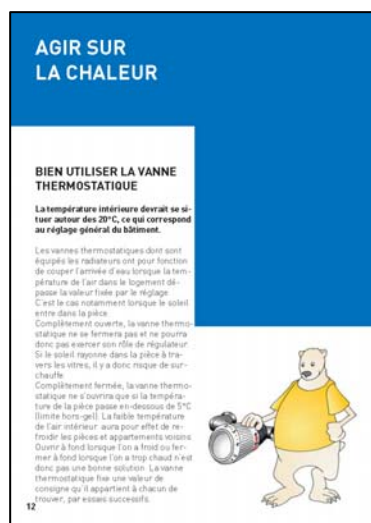 AGIR SUR
LA CHALEUR
BIEN UTILISER LA VANNE
THERMOSTATIQUE
La température intérieure devrait se si-
tuer autour des 20°C, ce qui correspond
au réglage général du bâtiment.
Les vannes thermostatiques dont sont
équipés les radiateurs ont pour fonction
de couper l'arrivée d'eau lorsque la tem-
pérature de l'air dans le logement dé-
passe la valeur fixée par le réglage.
C'est le cas notamment lorsque le soleil
entre dans la pièce.
Complètement ouverte, la vanne thermo-
statique ne se fermera pas et ne pourra
donc pas exercer son rôle de régulateur.
Si le soleil rayonne dans la pièce à tra-
vers les vitres, il y a donc risque de sur-
chauffe.
Complètement fermée, la vanne thermo-
statique ne s'ouvrira que si la tempéra-
ture de la pièce passe en-dessous de 5°C
(limite hors-gel). La faible température
de l'air intérieur aura pour effet de re-
froidir les pièces et appartements voisins.
Ouvrir à fond lorsque l'on a froid ou fer-
mer à fond lorsque l'on a trop chaud n'est
donc pas une bonne solution. La vanne
thermostatique fixe une valeur de
consigne qu'il appartient à chacun de
trouver, par essais successifs.
12